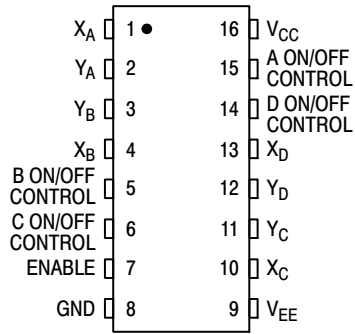 XA 1 16 VCC
YA 2 15 A ON/OFF CONTROL
YB 3 14 D ON/OFF CONTROL
XB 4 13 XD
B ON/OFF CONTROL 5 12 YD
C ON/OFF CONTROL 6 11 YC
ENABLE 7 10 XC
GND 8 9 VEE